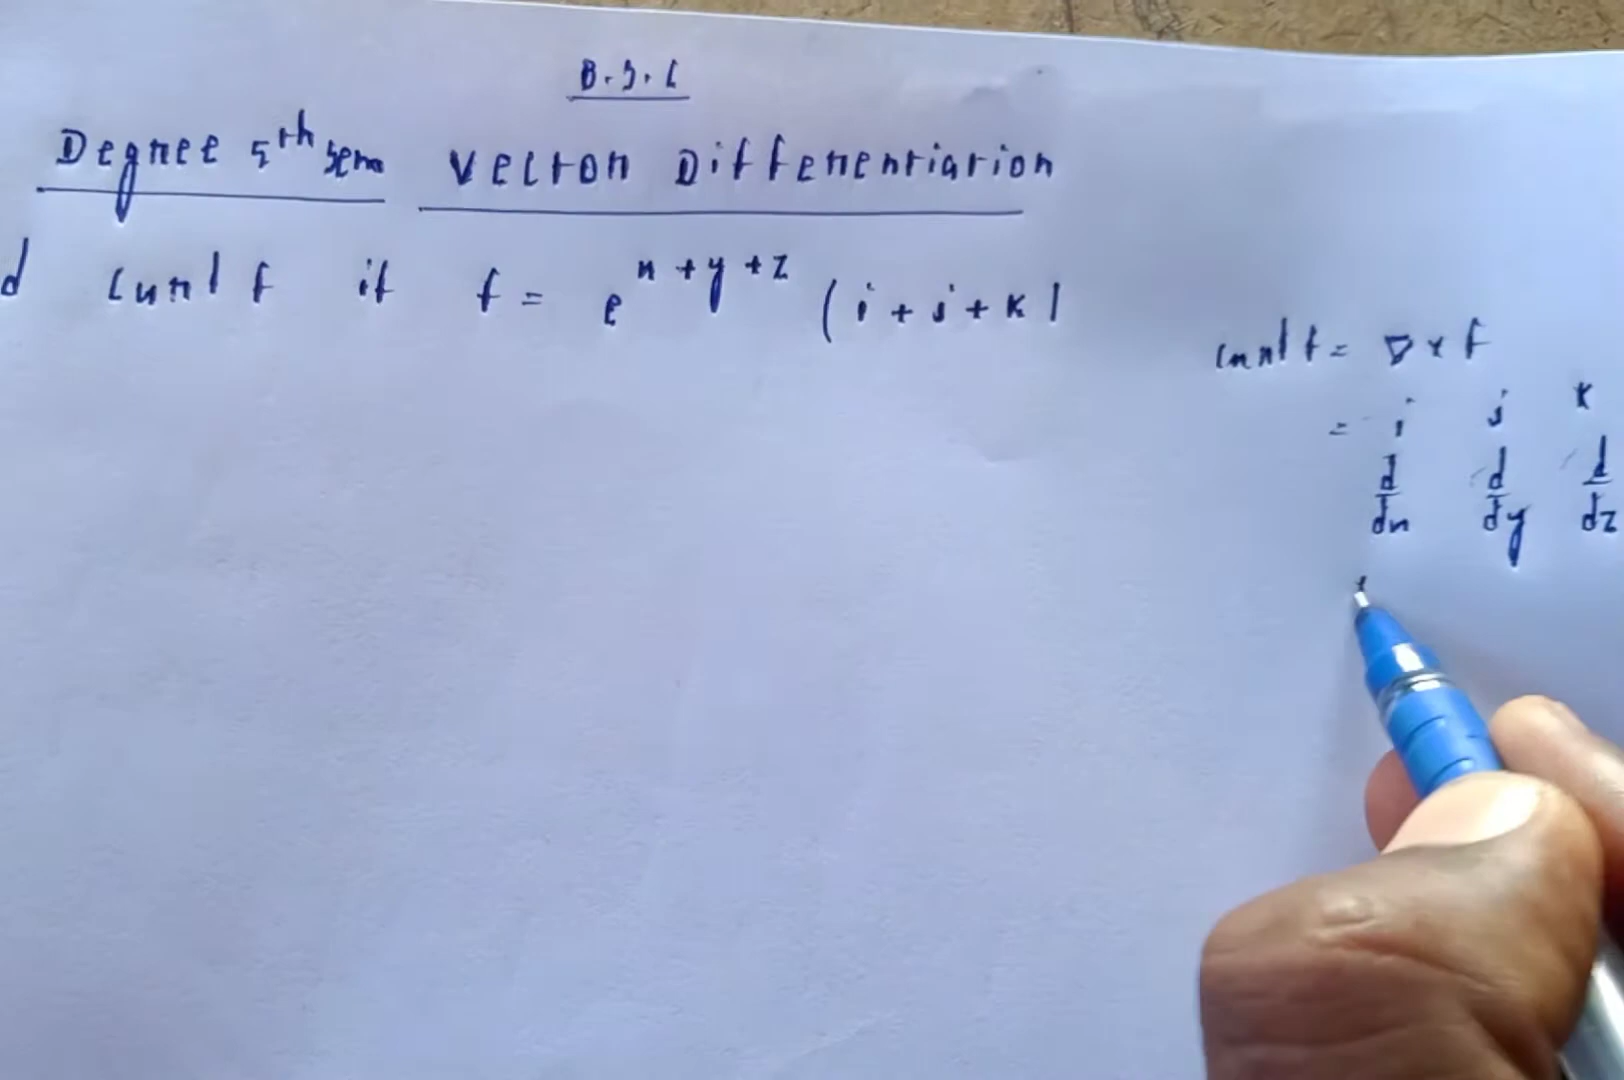 B.S.C
Degree 5th sem Vector Differentiation
d curl f if f = e^x+y+z (i + j + k)
curl f = ∇ × f
= i j k
d/dx d/dy d/dz